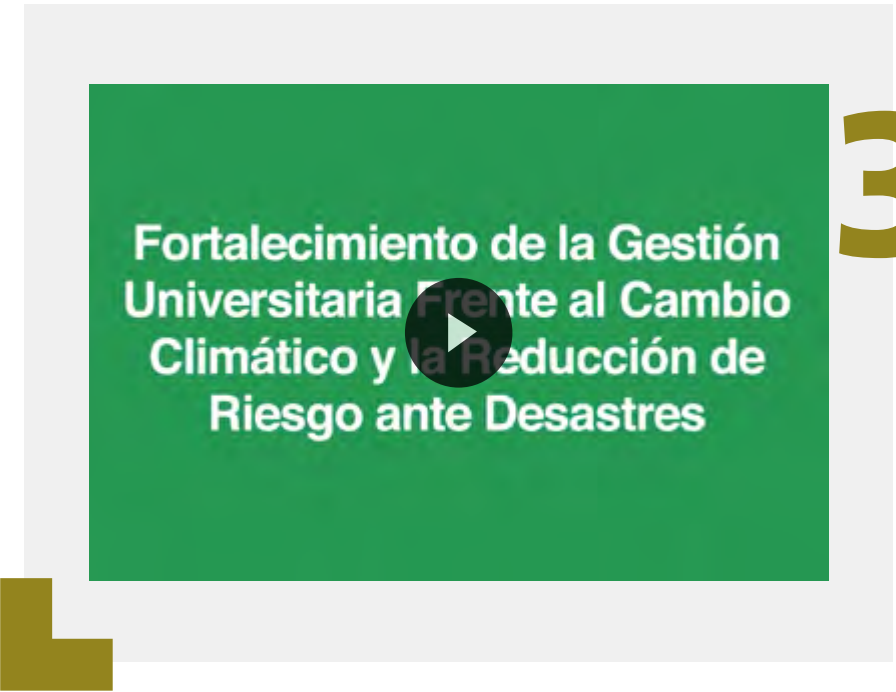 Fortalecimiento de la Gestión
Universitaria Frente al Cambio
Climático y la Reducción de
Riesgo ante Desastres
3